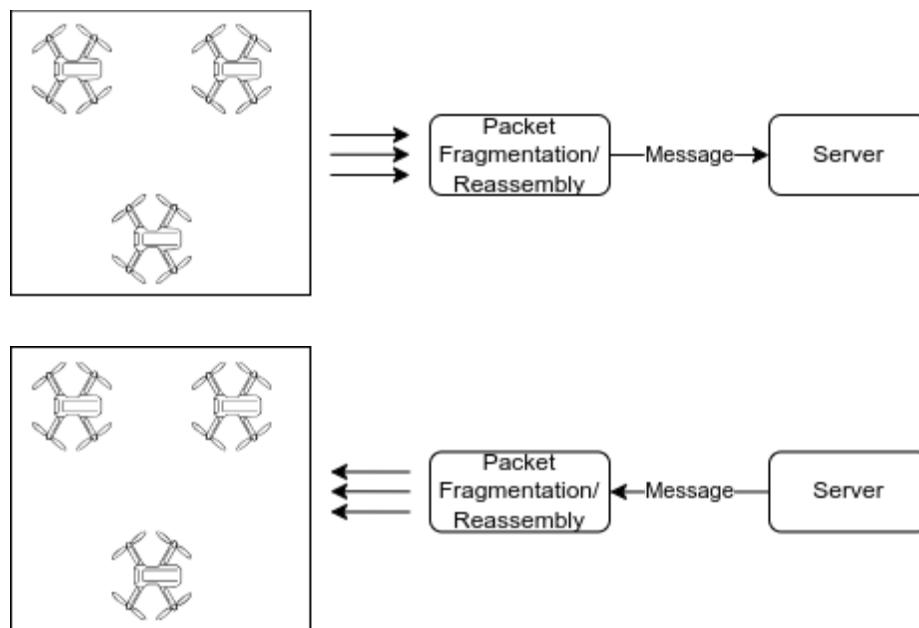 Packet
Fragmentation/
Reassembly
Message
Server
Packet
Fragmentation/
Reassembly
Message
Server